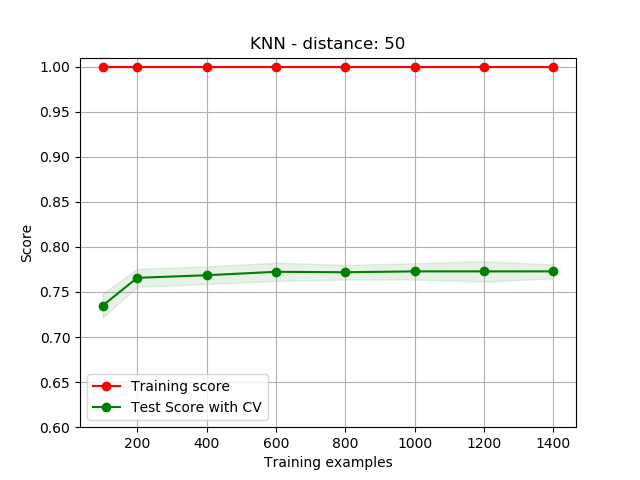 KNN - distance: 50
1.00
0.95
0.90
0.85
0.80
0.75
0.70
0.65
0.60
Score
Training score
Test Score with CV
200 400 600 800 1000 1200 1400
Training examples